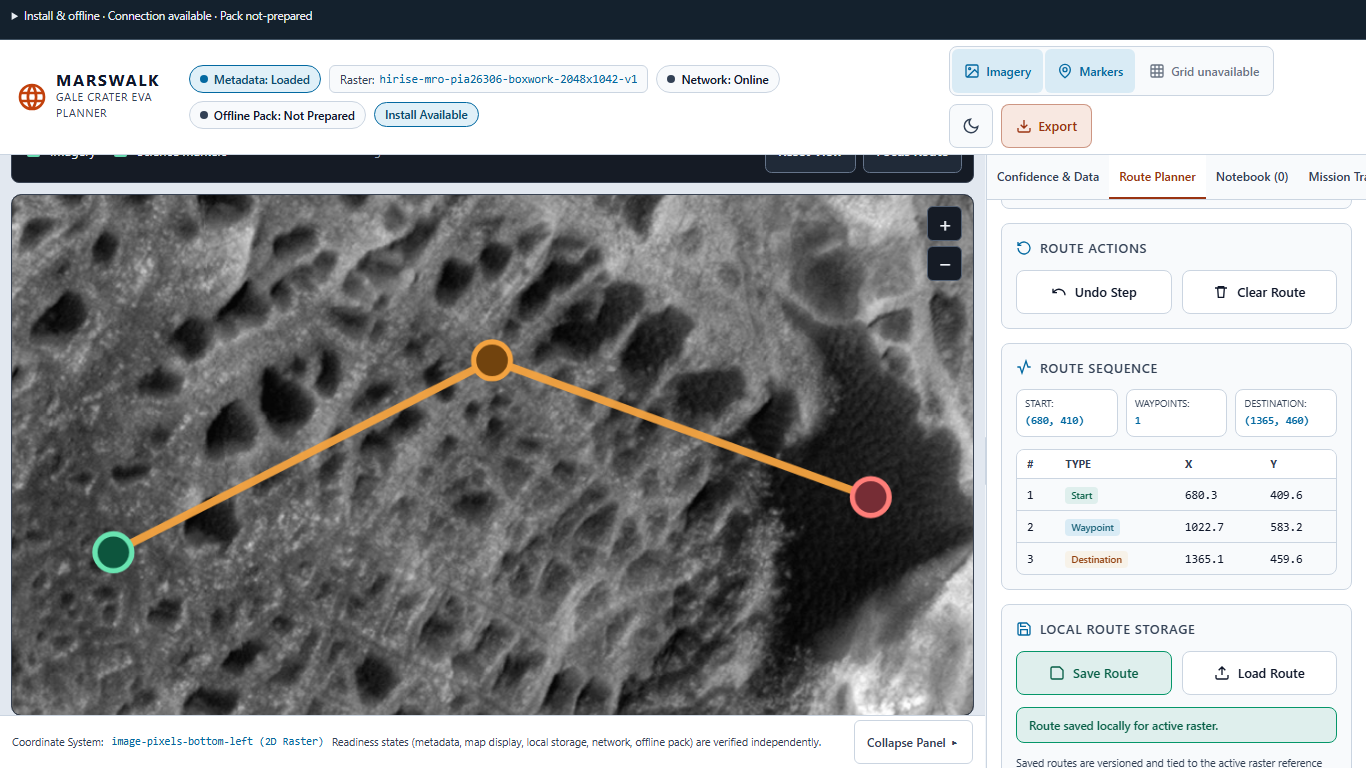 ▸ Install & offline · Connection available · Pack not-prepared
MARSWALK
GALE CRATER EVA
PLANNER
Metadata: Loaded
Raster: hirise-mro-pia26306-boxwork-2048x1042-v1
Network: Online
Offline Pack: Not Prepared
Install Available
Imagery
Markers
Grid unavailable
Export
Confidence & Data
Route Planner
Notebook (0)
Mission Tra
+
−
ROUTE ACTIONS
Undo Step
Clear Route
ROUTE SEQUENCE
START:
(680, 410)
WAYPOINTS:
1
DESTINATION:
(1365, 460)
# TYPE X Y
1 Start 680.3 409.6
2 Waypoint 1022.7 583.2
3 Destination 1365.1 459.6
LOCAL ROUTE STORAGE
Save Route
Load Route
Route saved locally for active raster.
Saved routes are versioned and tied to the active raster reference
Coordinate System: image-pixels-bottom-left (2D Raster) Readiness states (metadata, map display, local storage, network, offline pack) are verified independently.
Collapse Panel ▸